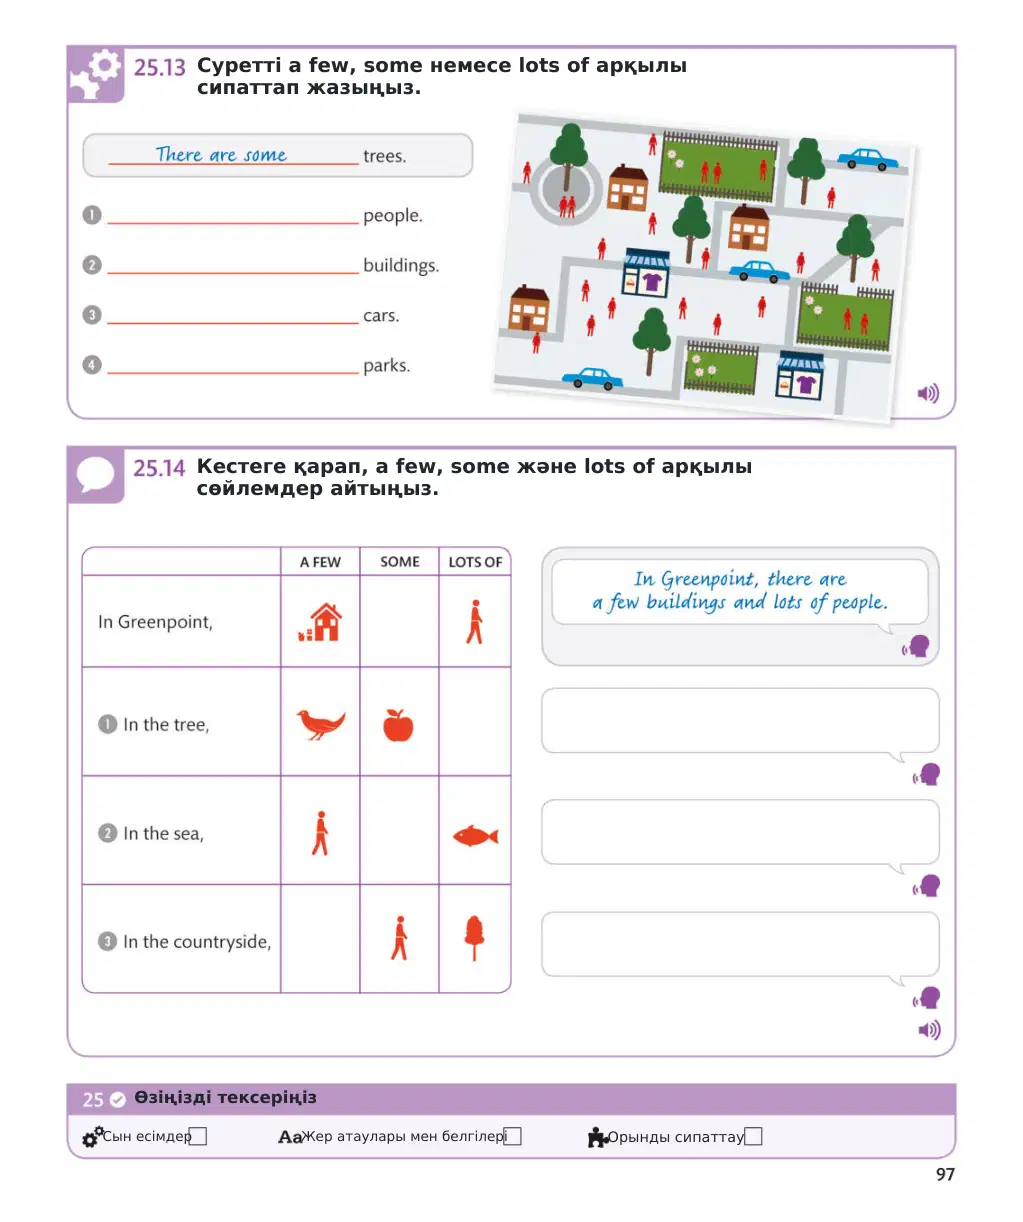 25.13 Суретті a few, some немесе lots of арқылы
сипаттап жазыңыз.
There are some trees.
1 people.
2 buildings.
3 cars.
4 parks.
25.14 Кестеге қарап, a few, some және lots of арқылы
сөйлемдер айтыңыз.
A FEW SOME LOTS OF
In Greenpoint,
1 In the tree,
2 In the sea,
3 In the countryside,
In Greenpoint, there are
a few buildings and lots of people.
25 Өзіңізді тексеріңіз
Сын есімдер Aa Жер атаулары мен белгілері Орынды сипаттау
97